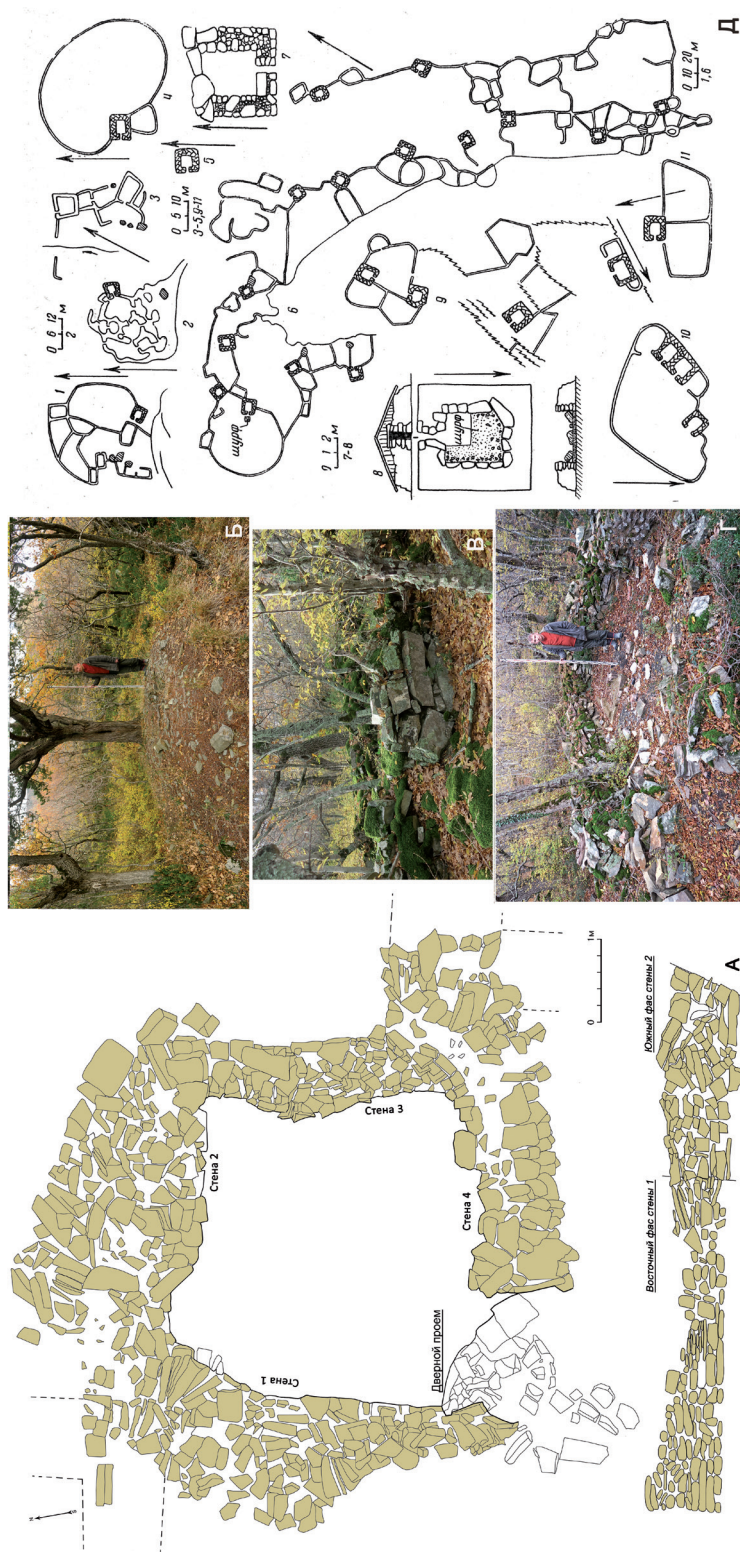 Д
1
0 6 12 м
2
2
3
0 5 10 м
3-5,9-11
4
5
7
6
шурф
0 1 2 м
7-8
8
шурф
9
10
11
0 10 20 м
1,6
Б
В
Г
Стена 2
Стена 1
Стена 3
Стена 4
Дверной проем
0 1м
Восточный фас стены 1
Южный фас стены 2
А